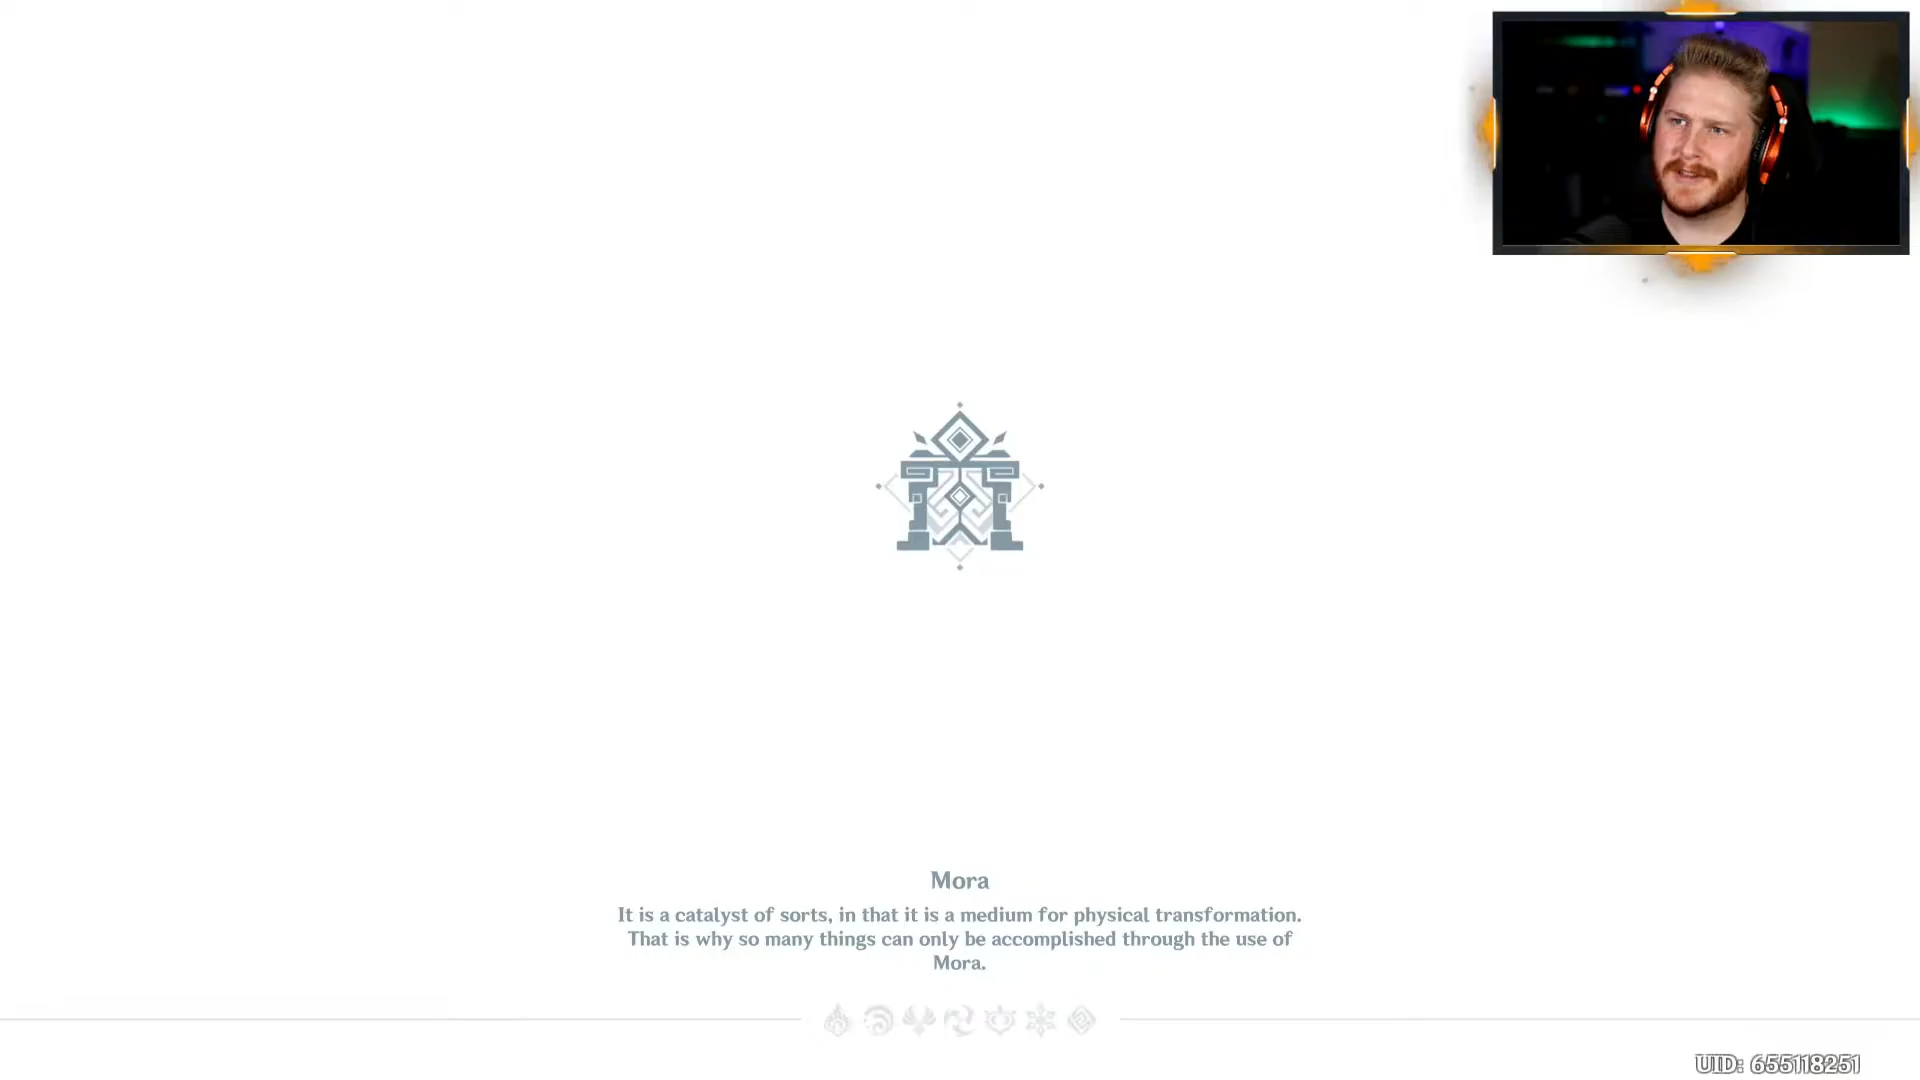 Mora
It is a catalyst of sorts, in that it is a medium for physical transformation.
That is why so many things can only be accomplished through the use of
Mora.
UID: 655118251